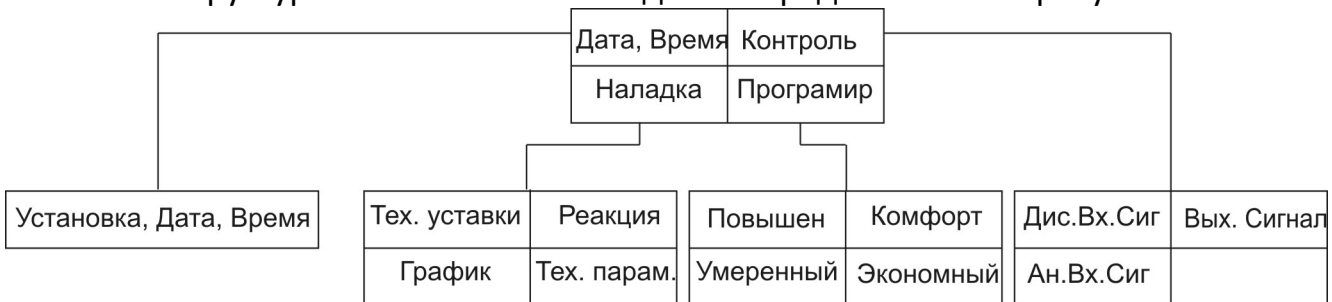 Дата, Время Контроль
Наладка Програмир
Установка, Дата, Время
Тех. уставки Реакция
График Тех. парам.
Повышен Комфорт
Умеренный Экономный
Дис.Вх.Сиг Вых. Сигнал
Ан.Вх.Сиг